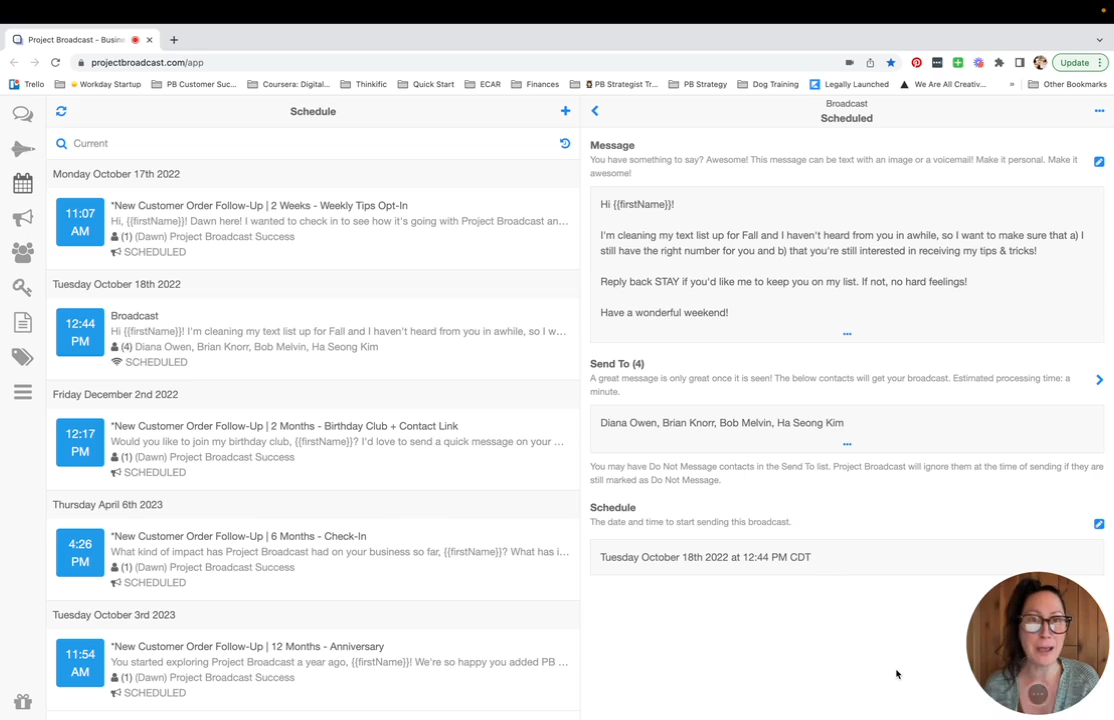 Project Broadcast - Busine
projectbroadcast.com/app
Update
Trello
Workday Startup
PB Customer Suc...
Coursera: Digital...
Thinkific
Quick Start
ECAR
Finances
PB Strategist Tr...
PB Strategy
Dog Training
Legally Launched
We Are All Creativ...
»
Other Bookmarks
Schedule
Current
Monday October 17th 2022
11:07
AM
*New Customer Order Follow-Up | 2 Weeks - Weekly Tips Opt-In
Hi, {{firstName}}! Dawn here! I wanted to check in to see how it's going with Project Broadcast an...
(1) (Dawn) Project Broadcast Success
SCHEDULED
Tuesday October 18th 2022
12:44
PM
Broadcast
Hi {{firstName}}! I'm cleaning my text list up for Fall and I haven't heard from you in awhile, so I w...
(4) Diana Owen, Brian Knorr, Bob Melvin, Ha Seong Kim
SCHEDULED
Friday December 2nd 2022
12:17
PM
*New Customer Order Follow-Up | 2 Months - Birthday Club + Contact Link
Would you like to join my birthday club, {{firstName}}? I'd love to send a quick message on your ...
(1) (Dawn) Project Broadcast Success
SCHEDULED
Thursday April 6th 2023
4:26
PM
*New Customer Order Follow-Up | 6 Months - Check-In
What kind of impact has Project Broadcast had on your business so far, {{firstName}}? What has i...
(1) (Dawn) Project Broadcast Success
SCHEDULED
Tuesday October 3rd 2023
11:54
AM
*New Customer Order Follow-Up | 12 Months - Anniversary
You started exploring Project Broadcast a year ago, {{firstName}}! We're so happy you added PB ...
(1) (Dawn) Project Broadcast Success
SCHEDULED
Broadcast
Scheduled
Message
You have something to say? Awesome! This message can be text with an image or a voicemail! Make it personal. Make it
awesome!
Hi {{firstName}}!
I'm cleaning my text list up for Fall and I haven't heard from you in awhile, so I want to make sure that a) I
still have the right number for you and b) that you're still interested in receiving my tips & tricks!
Reply back STAY if you'd like me to keep you on my list. If not, no hard feelings!
Have a wonderful weekend!
Send To (4)
A great message is only great once it is seen! The below contacts will get your broadcast. Estimated processing time: a
minute.
Diana Owen, Brian Knorr, Bob Melvin, Ha Seong Kim
You may have Do Not Message contacts in the Send To list. Project Broadcast will ignore them at the time of sending if they are
still marked as Do Not Message.
Schedule
The date and time to start sending this broadcast.
Tuesday October 18th 2022 at 12:44 PM CDT